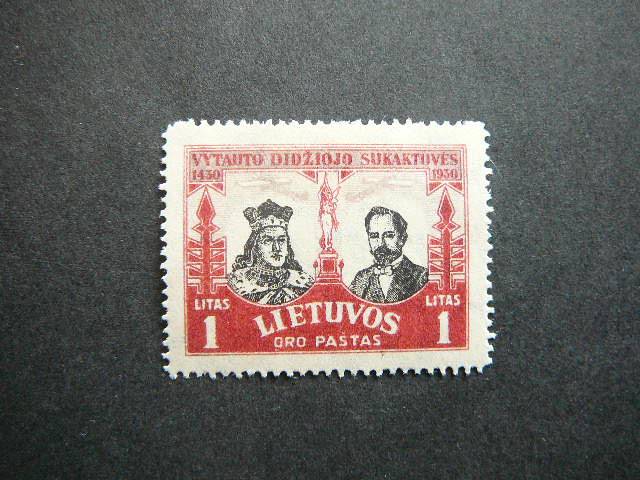 VYTAUTO DIDŽIOJO SUKAKTUVĖS
1430 1930
LITAS LITAS
1 LIETUVOS 1
ORO PAŠTAS